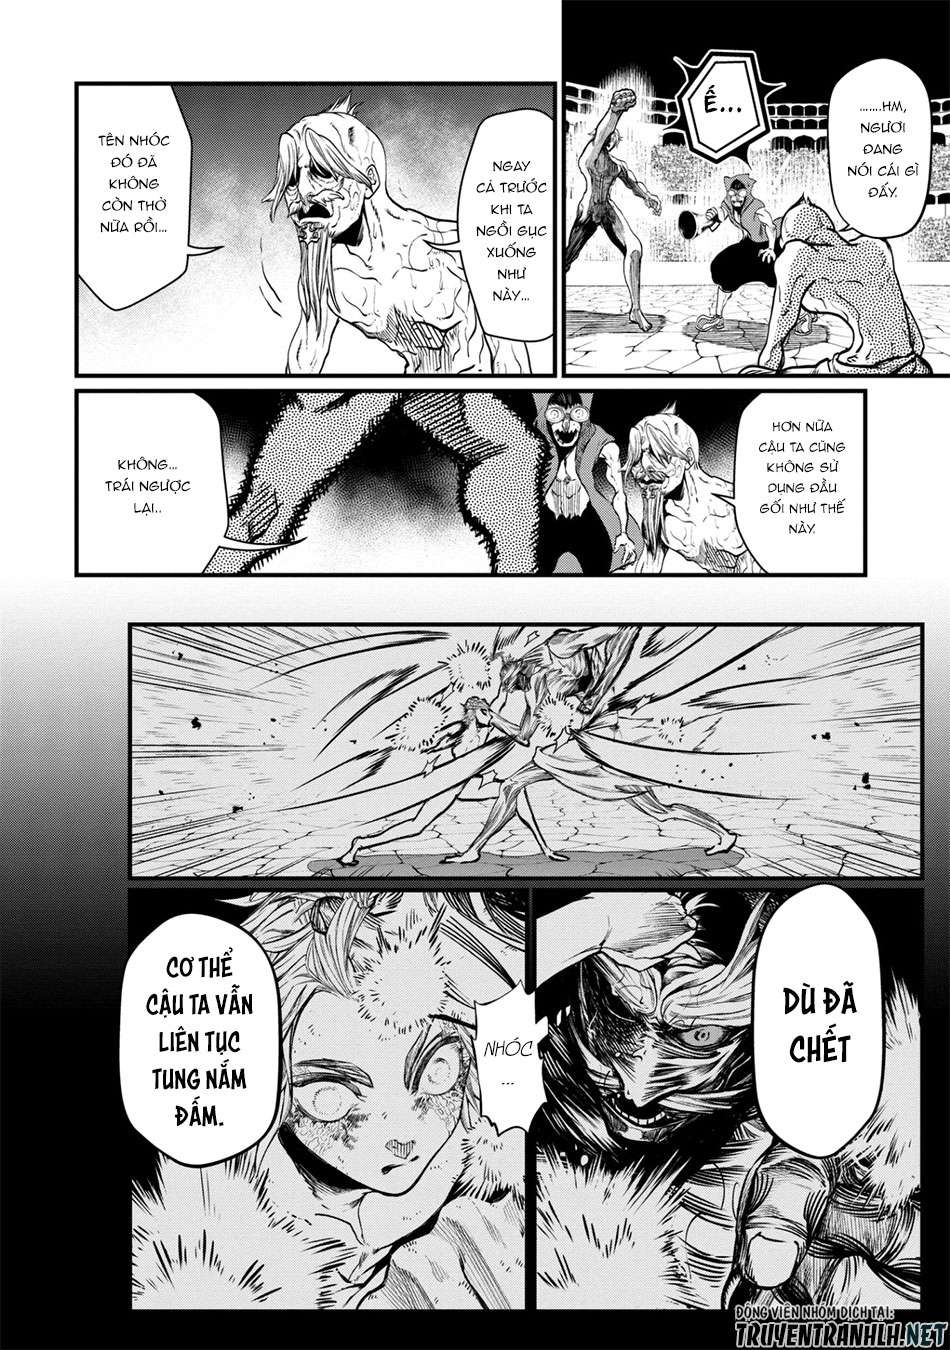 .......HM,
NGƯƠI
ĐANG
NÓI CÁI GÌ
ĐẤY.
Ế...
NGAY
CẢ TRƯỚC
KHI TA
NGỒI GỤC
XUỐNG
NHƯ
NÀY...
TÊN NHÓC
ĐÓ ĐÃ
KHÔNG
CÒN THỞ
NỮA RỒI...
HƠN NỮA
CẬU TA CŨNG
KHÔNG SỬ
DỤNG ĐẦU
GỐI NHƯ THẾ
NÀY.
KHÔNG...
TRÁI NGƯỢC
LẠI..
DÙ ĐÃ
CHẾT
NHÓC
...
CƠ THỂ
CẬU TA VẪN
LIÊN TỤC
TUNG NẮM
ĐẤM.
ĐỘNG VIÊN NHÓM DỊCH TẠI:
TRUYENTRANHLH.NET